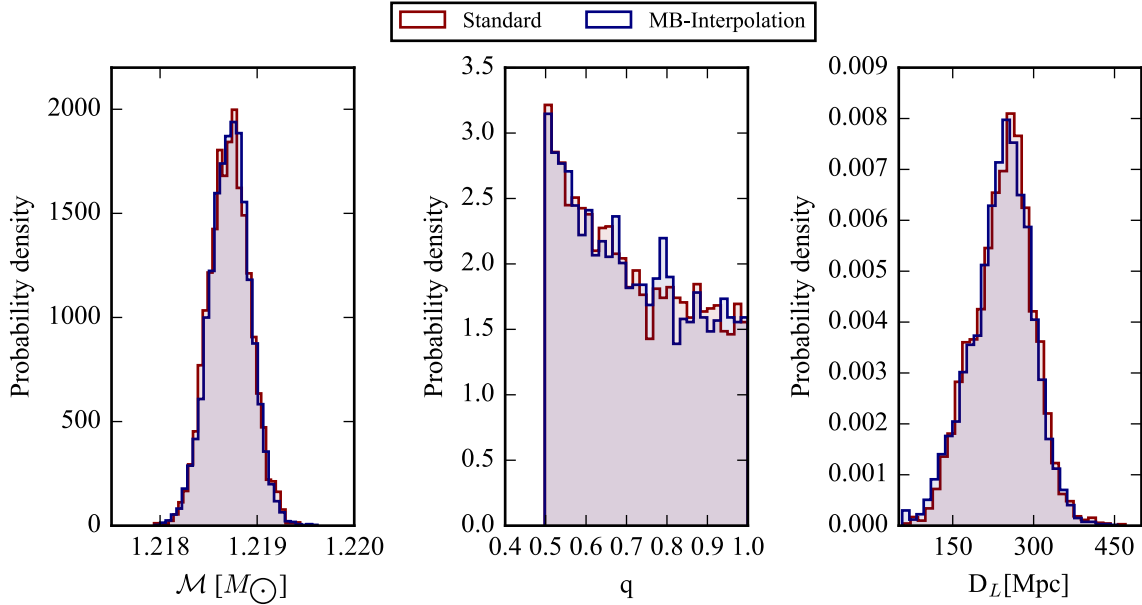 Standard MB-Interpolation
Probability density
2000
1500
1000
500
0
1.218 1.219 1.220
ℳ [M⨀]
Probability density
3.5
3.0
2.5
2.0
1.5
1.0
0.5
0.0
0.4 0.5 0.6 0.7 0.8 0.9 1.0
q
Probability density
0.009
0.008
0.007
0.006
0.005
0.004
0.003
0.002
0.001
0.000
150 300 450
D_L[Mpc]